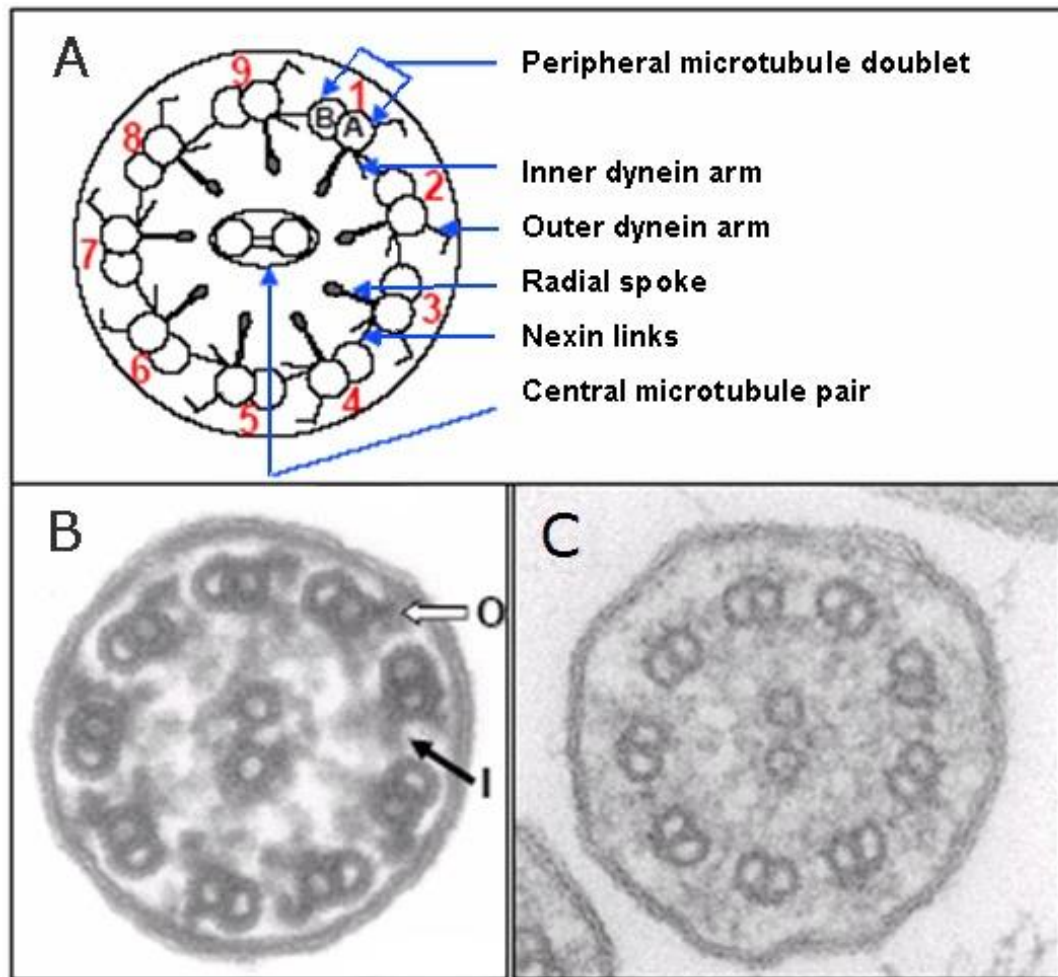 A
Peripheral microtubule doublet
9
1
B
A
8
Inner dynein arm
2
Outer dynein arm
7
Radial spoke
3
Nexin links
6
Central microtubule pair
5
4
B
C
O
I